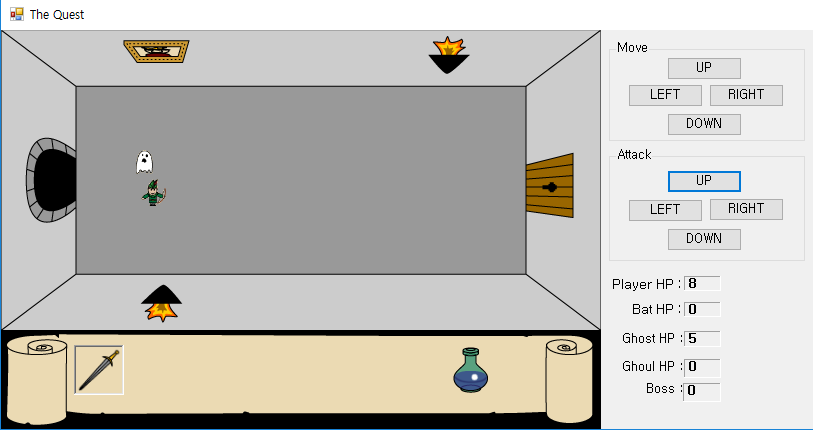 The Quest
Move
UP
LEFT RIGHT
DOWN
Attack
UP
LEFT RIGHT
DOWN
Player HP : 8
Bat HP : 0
Ghost HP : 5
Ghoul HP : 0
Boss : 0